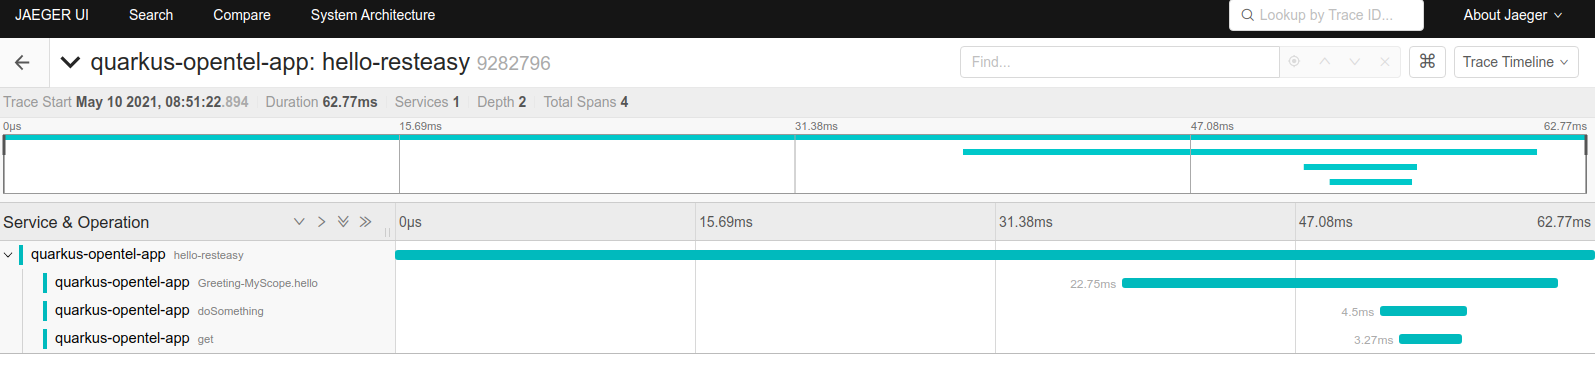 JAEGER UI Search Compare System Architecture Lookup by Trace ID... About Jaeger
quarkus-opentel-app: hello-resteasy 9282796 Find... ⌘ Trace Timeline
Trace Start May 10 2021, 08:51:22.894 Duration 62.77ms Services 1 Depth 2 Total Spans 4
0μs 15.69ms 31.38ms 47.08ms 62.77ms
Service & Operation 0μs 15.69ms 31.38ms 47.08ms 62.77ms
quarkus-opentel-app hello-resteasy
quarkus-opentel-app Greeting-MyScope.hello 22.75ms
quarkus-opentel-app doSomething 4.5ms
quarkus-opentel-app get 3.27ms